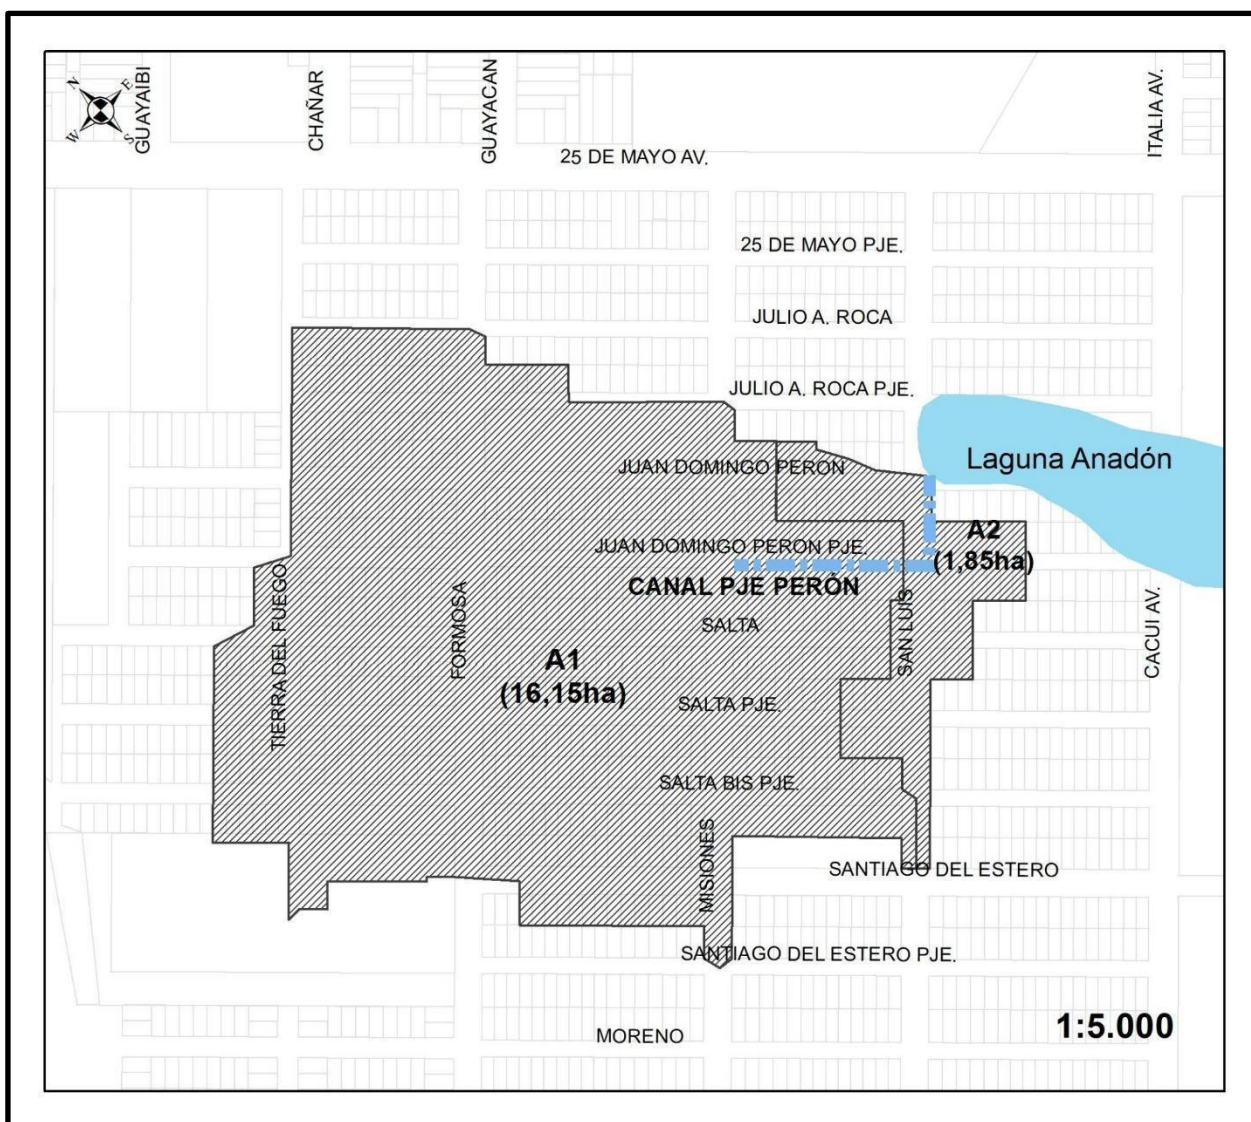 N
E
W
S
GUAYAIBI
CHAÑAR
GUAYACAN
ITALIA AV.
25 DE MAYO AV.
25 DE MAYO PJE.
JULIO A. ROCA
JULIO A. ROCA PJE.
Laguna Anadón
JUAN DOMINGO PERON
JUAN DOMINGO PERON PJE.
A2
(1,85ha)
CANAL PJE PERÓN
TIERRA DEL FUEGO
FORMOSA
SALTA
SAN LUIS
CACUI AV.
A1
(16,15ha)
SALTA PJE.
SALTA BIS PJE.
MISIONES
SANTIAGO DEL ESTERO
SANTIAGO DEL ESTERO PJE.
MORENO
1:5.000